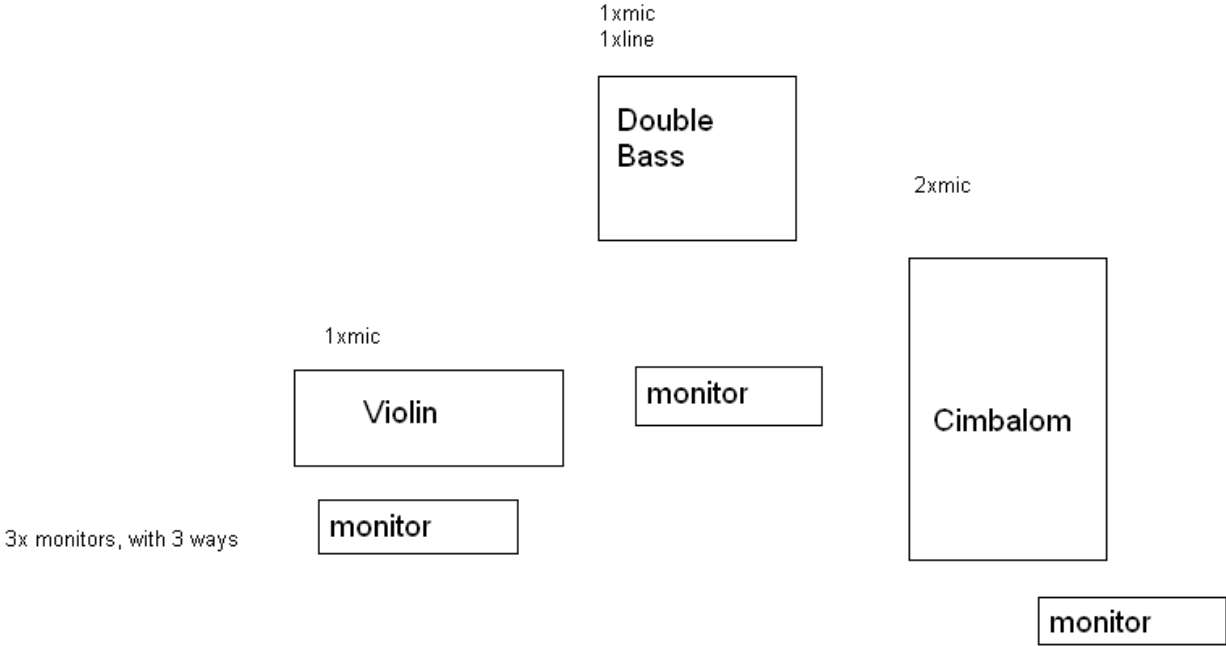 1xmic
1xline
Double
Bass
2xmic
1xmic
Violin
monitor
Cimbalom
monitor
3x monitors, with 3 ways
monitor